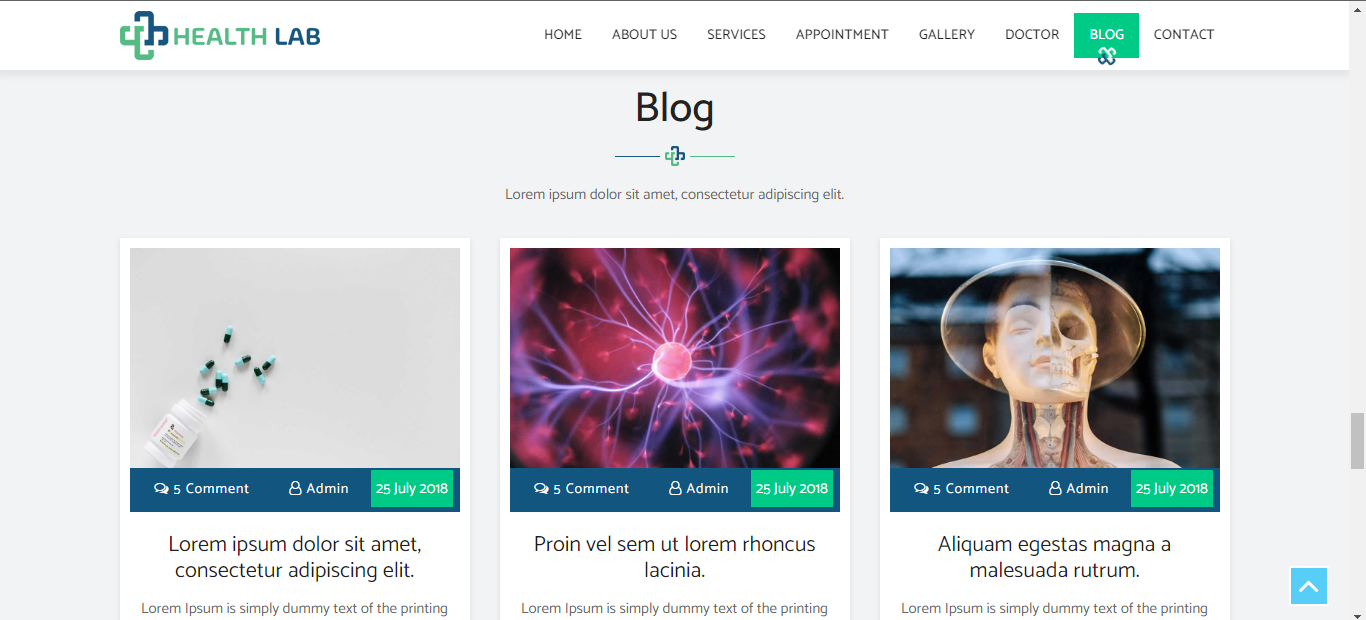 HEALTH LAB
HOME ABOUT US SERVICES APPOINTMENT GALLERY DOCTOR BLOG CONTACT
Blog
Lorem ipsum dolor sit amet, consectetur adipiscing elit.
5 Comment Admin 25 July 2018
Lorem ipsum dolor sit amet,
consectetur adipiscing elit.
Lorem Ipsum is simply dummy text of the printing
5 Comment Admin 25 July 2018
Proin vel sem ut lorem rhoncus
lacinia.
Lorem Ipsum is simply dummy text of the printing
5 Comment Admin 25 July 2018
Aliquam egestas magna a
malesuada rutrum.
Lorem Ipsum is simply dummy text of the printing